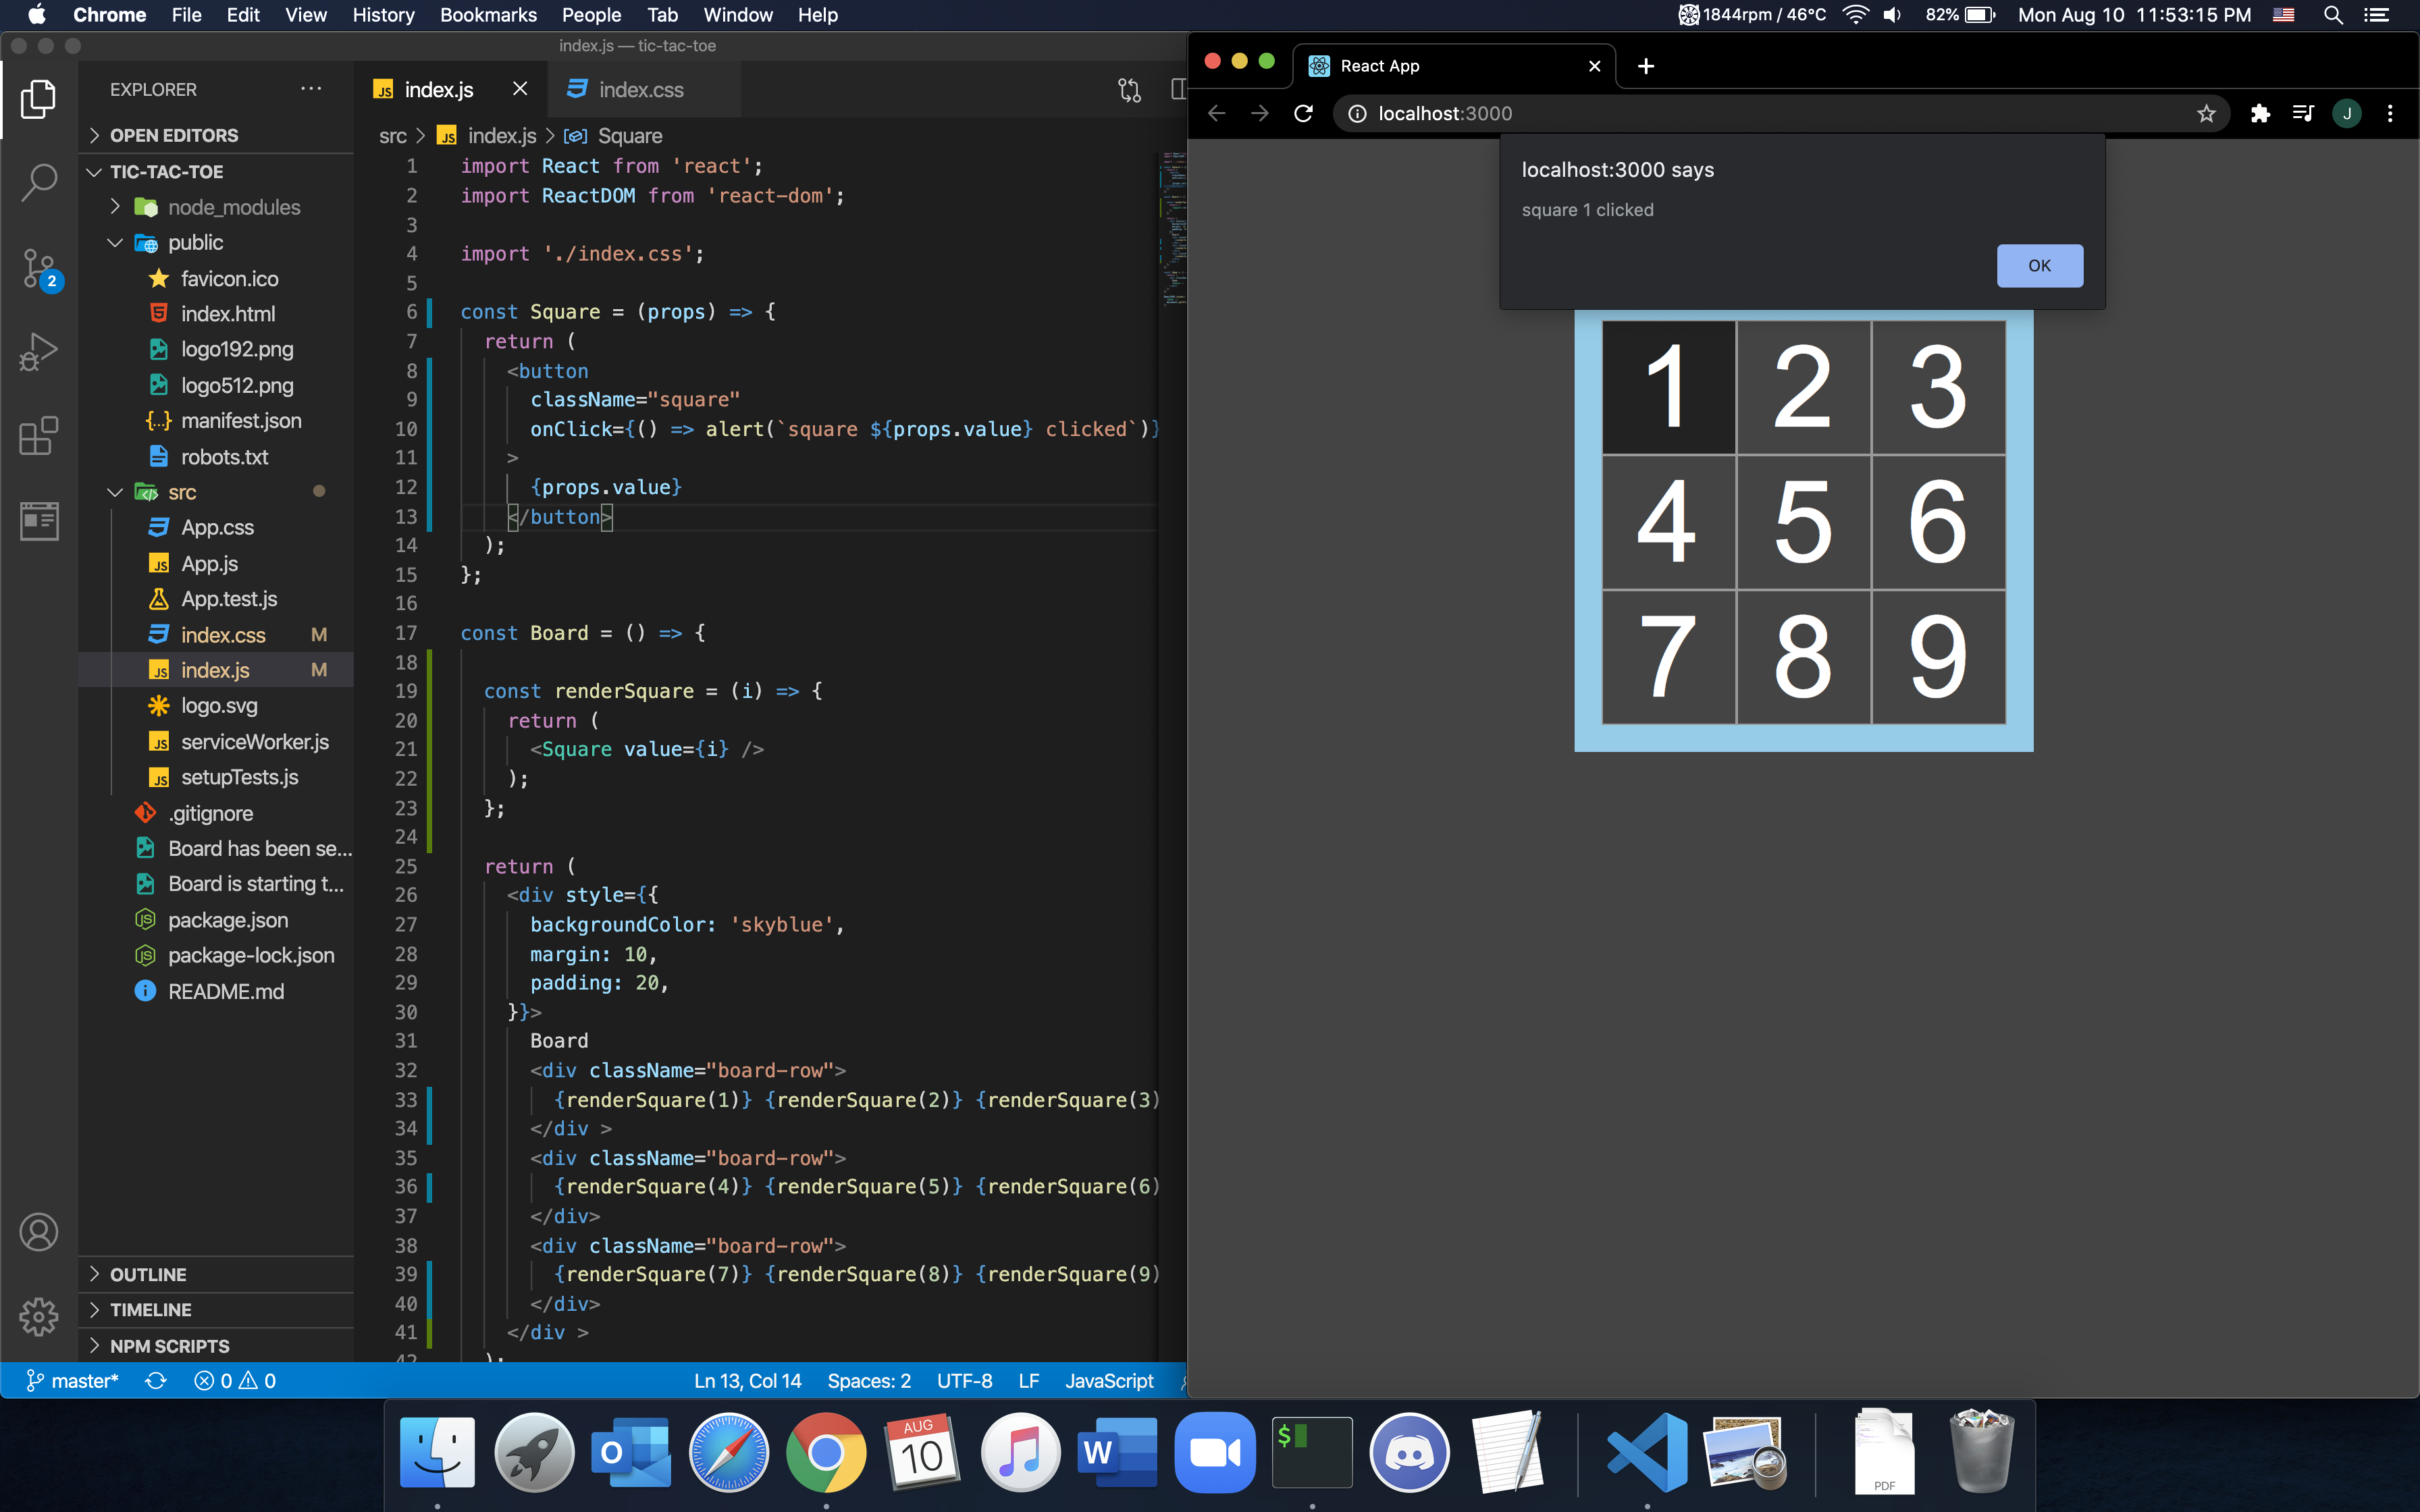 Chrome File Edit View History Bookmarks People Tab Window Help
1844rpm / 46°C 82% Mon Aug 10 11:53:15 PM
index.js — tic-tac-toe
EXPLORER
OPEN EDITORS
TIC-TAC-TOE
node_modules
public
favicon.ico
index.html
logo192.png
logo512.png
manifest.json
robots.txt
src
App.css
App.js
App.test.js
index.css M
index.js M
logo.svg
serviceWorker.js
setupTests.js
.gitignore
Board has been se...
Board is starting t...
package.json
package-lock.json
README.md
OUTLINE
TIMELINE
NPM SCRIPTS
2
JS index.js index.css
src > JS index.js > Square
1 import React from 'react';
2 import ReactDOM from 'react-dom';
3
4 import './index.css';
5
6 const Square = (props) => {
7 return (
8 <button
9 className="square"
10 onClick={() => alert(`square ${props.value} clicked`)}
11 >
12 {props.value}
13 </button>
14 );
15 };
16
17 const Board = () => {
18
19 const renderSquare = (i) => {
20 return (
21 <Square value={i} />
22 );
23 };
24
25 return (
26 <div style={{
27 backgroundColor: 'skyblue',
28 margin: 10,
29 padding: 20,
30 }}>
31 Board
32 <div className="board-row">
33 {renderSquare(1)} {renderSquare(2)} {renderSquare(3)
34 </div >
35 <div className="board-row">
36 {renderSquare(4)} {renderSquare(5)} {renderSquare(6)
37 </div>
38 <div className="board-row">
39 {renderSquare(7)} {renderSquare(8)} {renderSquare(9)
40 </div>
41 </div >
42 );
master* 0 0 Ln 13, Col 14 Spaces: 2 UTF-8 LF JavaScript
React App
localhost:3000
J
localhost:3000 says
square 1 clicked
OK
1 2 3
4 5 6
7 8 9
AUG
10
O
W
$
PDF